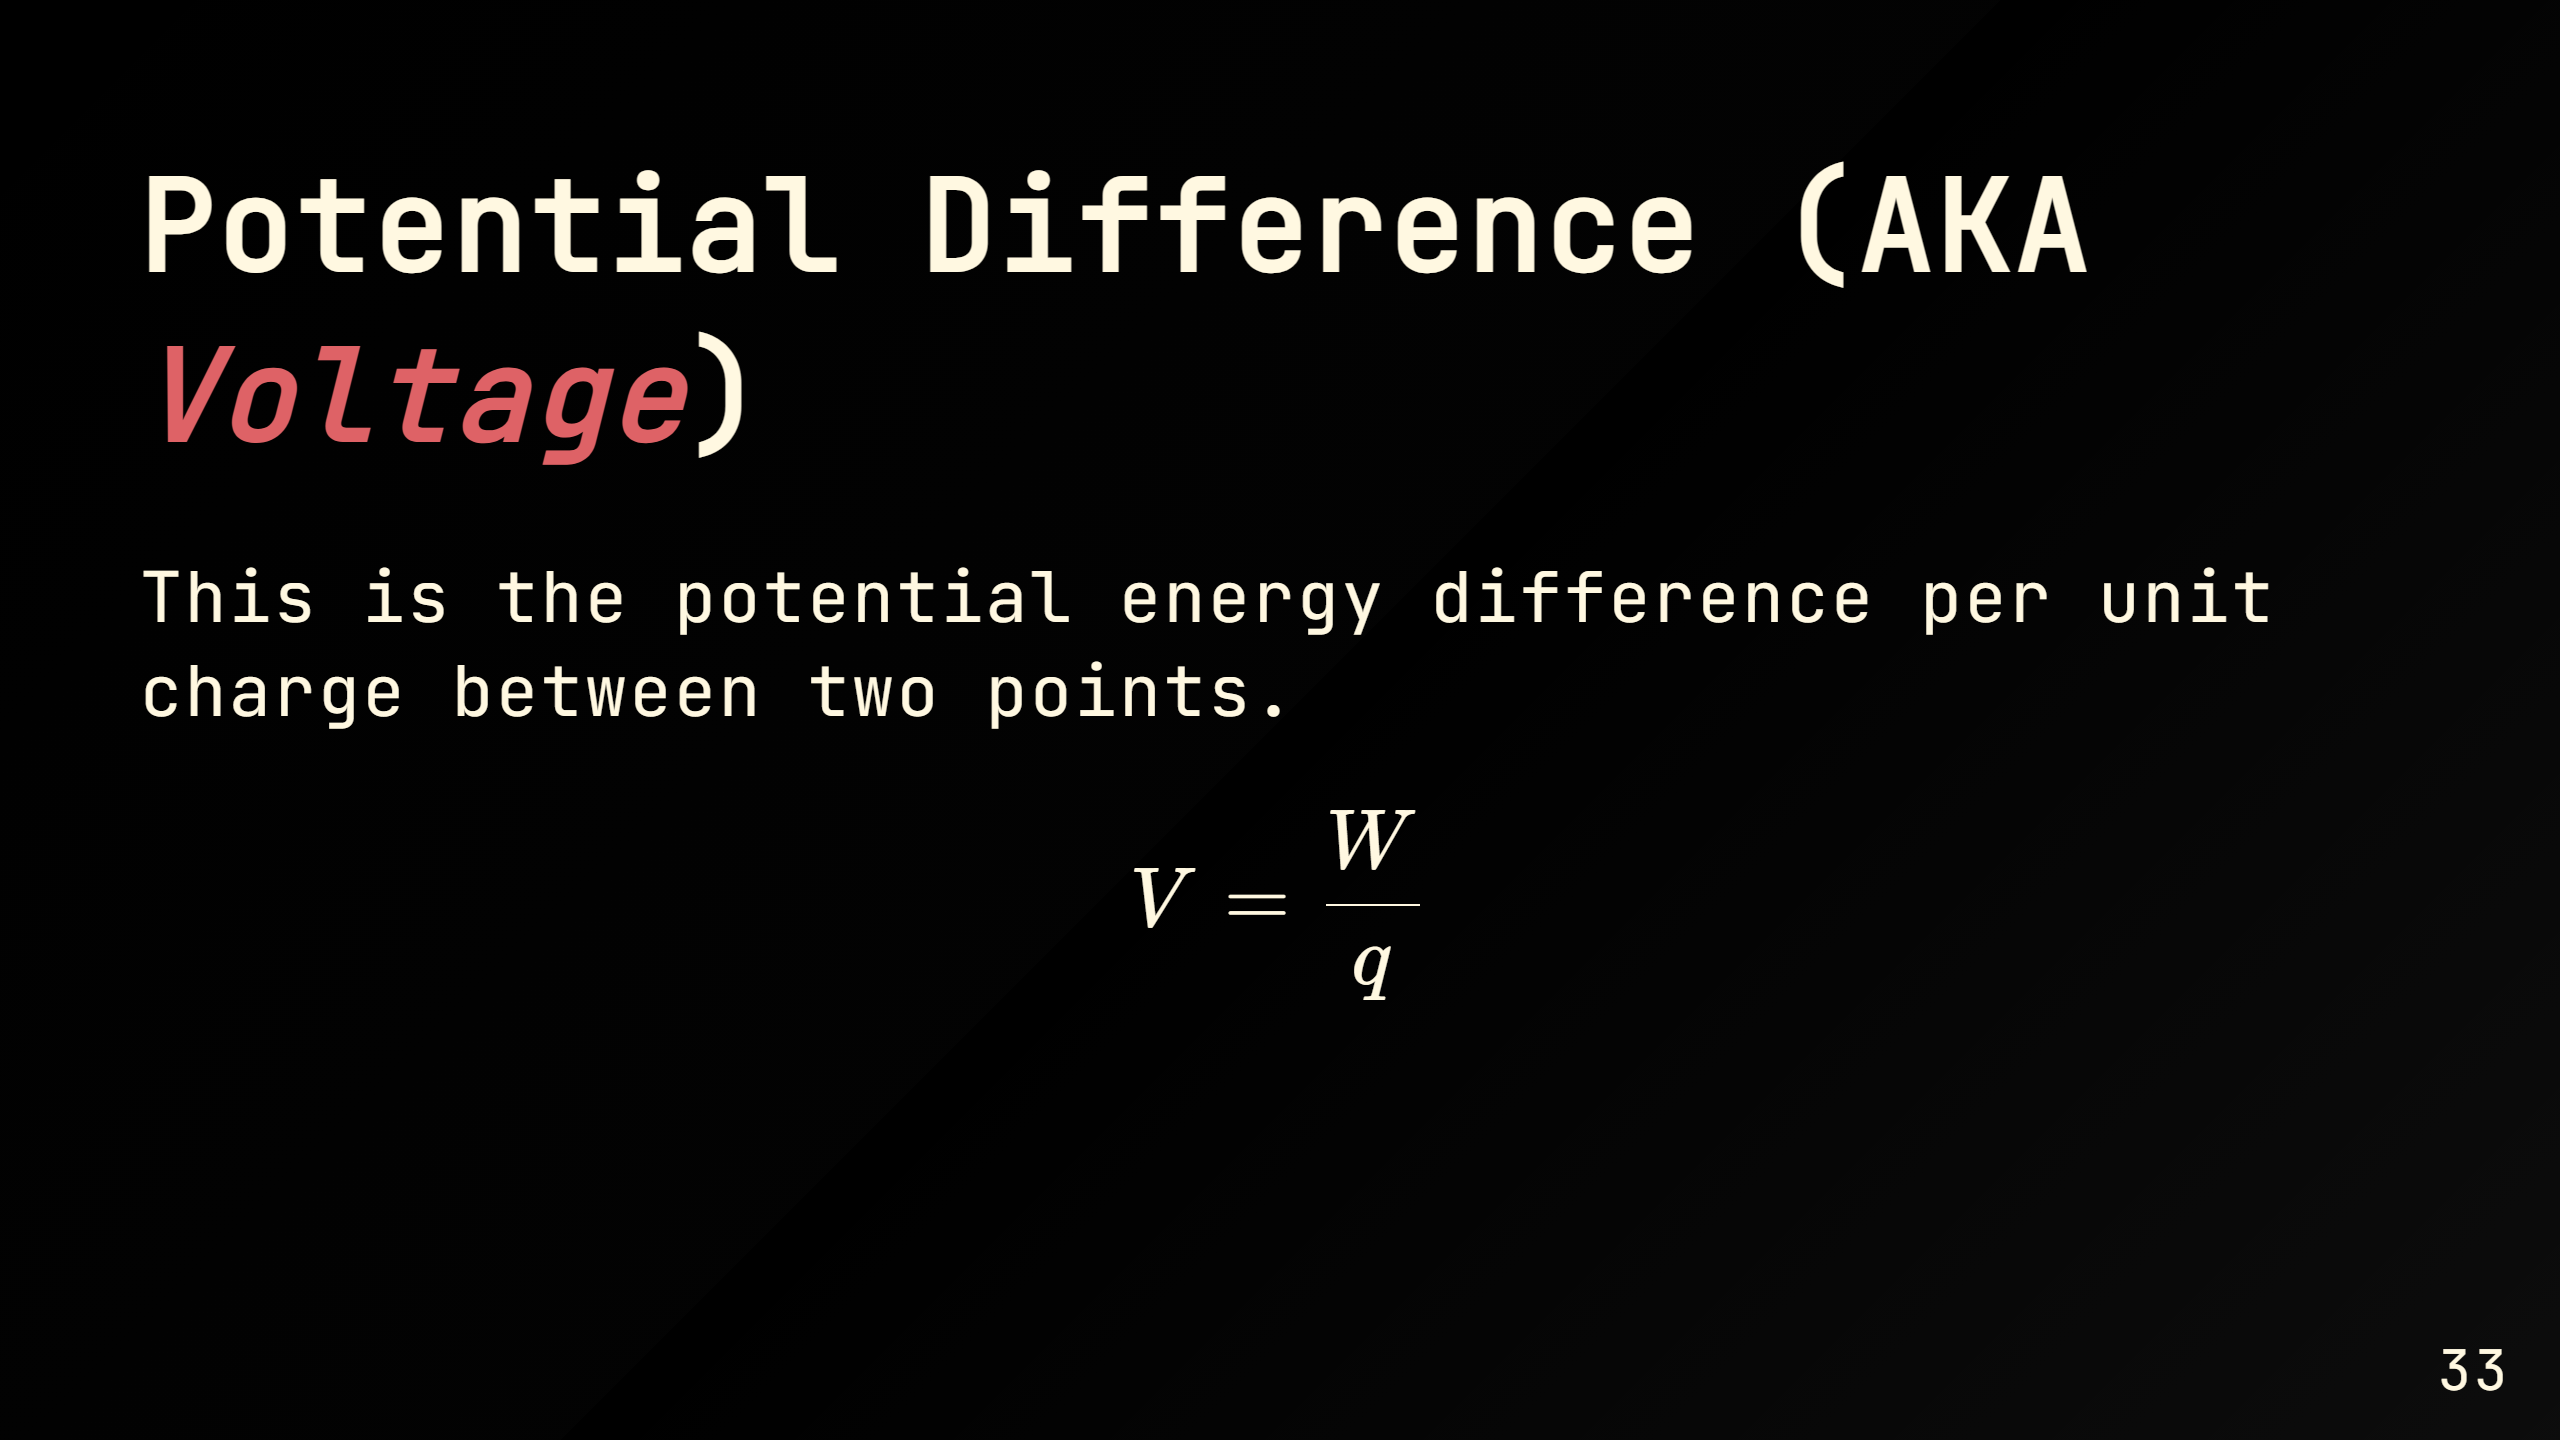 Potential Difference (AKA
Voltage)
This is the potential energy difference per unit
charge between two points.
V = W/q
33